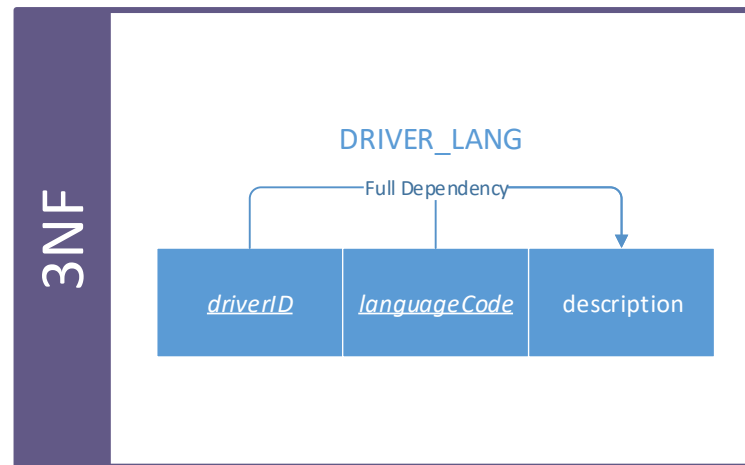 3NF
DRIVER_LANG
Full Dependency
driverID languageCode description